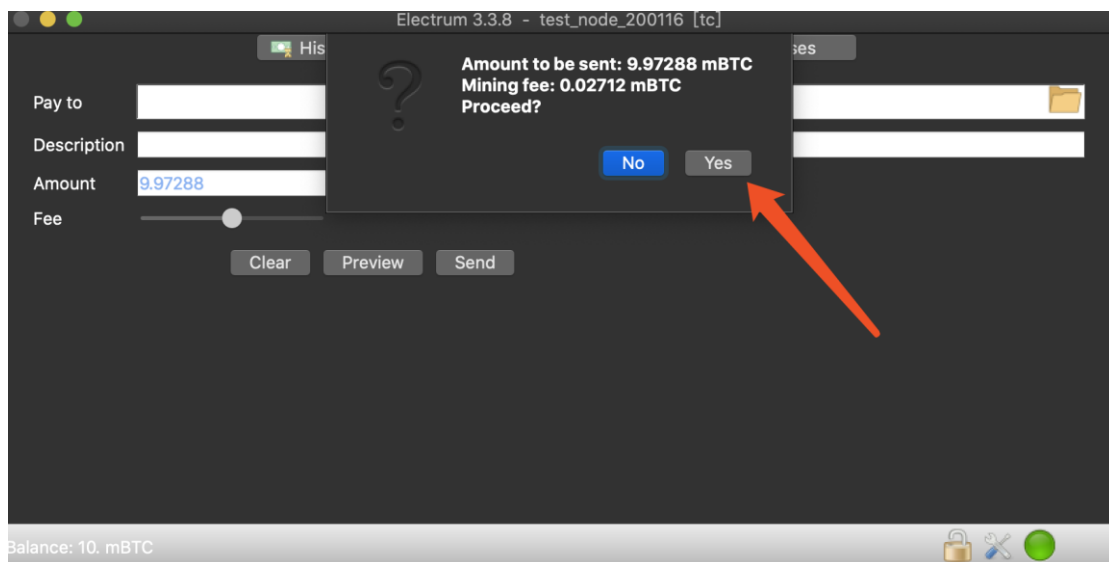 Electrum 3.3.8 - test_node_200116 [tc]
His
ses
Amount to be sent: 9.97288 mBTC
Mining fee: 0.02712 mBTC
Proceed?
No Yes
Pay to
Description
Amount 9.97288
Fee
Clear Preview Send
Balance: 10. mBTC